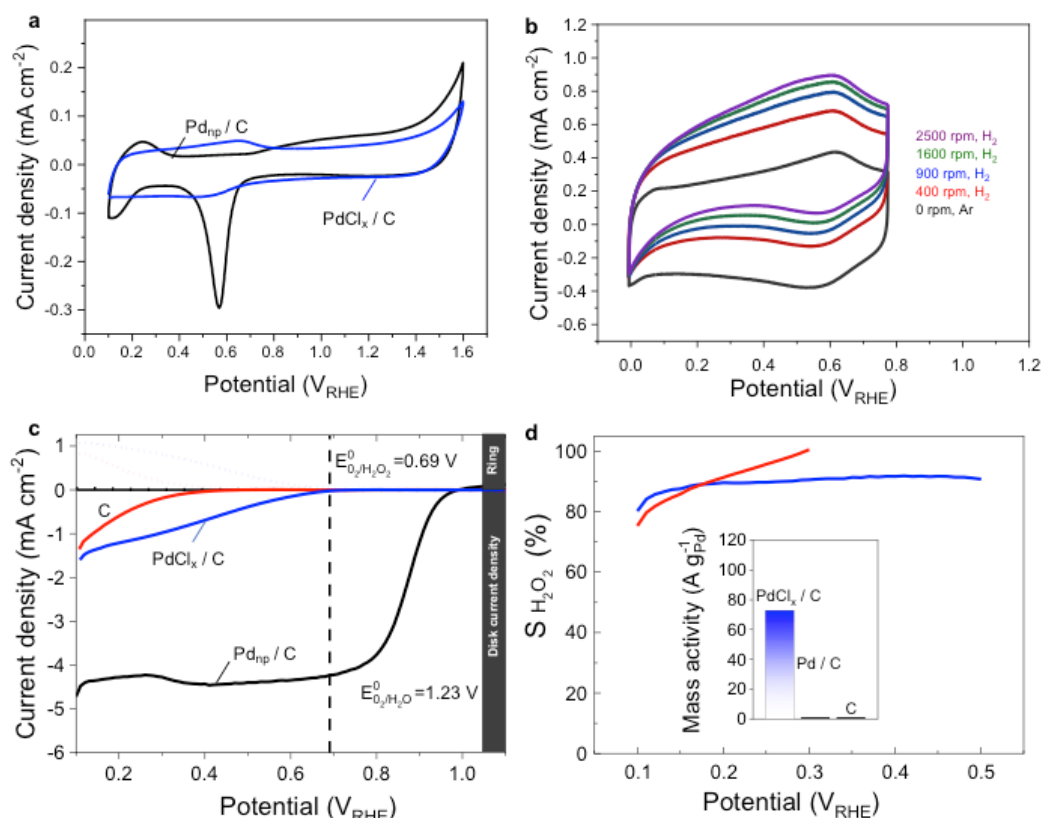 a
Current density (mA cm-2)
0.2
0.1
0.0
-0.1
-0.3
Pdnp / C
PdClx / C
0.0 0.2 0.4 0.6 0.8 1.0 1.2 1.4 1.6
Potential (VRHE)
b
Current density (mA cm-2)
1.2
1.0
0.8
0.6
0.4
0.2
0.0
-0.2
-0.4
-0.6
2500 rpm, H2
1600 rpm, H2
900 rpm, H2
400 rpm, H2
0 rpm, Ar
0.0 0.2 0.4 0.6 0.8 1.0 1.2
Potential (VRHE)
c
Current density (mA cm-2)
1
0
-1
-2
-3
-4
-5
-6
E0O2/H2O2=0.69 V
C
PdClx / C
Pdnp / C
E0O2/H2O=1.23 V
Ring
Disk current density
0.2 0.4 0.6 0.8 1.0
Potential (VRHE)
d
S H2O2 (%)
100
80
60
40
20
0
Mass activity (A g-1Pd)
120
100
80
60
40
20
0
PdClx / C
Pd / C
C
0.1 0.2 0.3 0.4 0.5
Potential (VRHE)